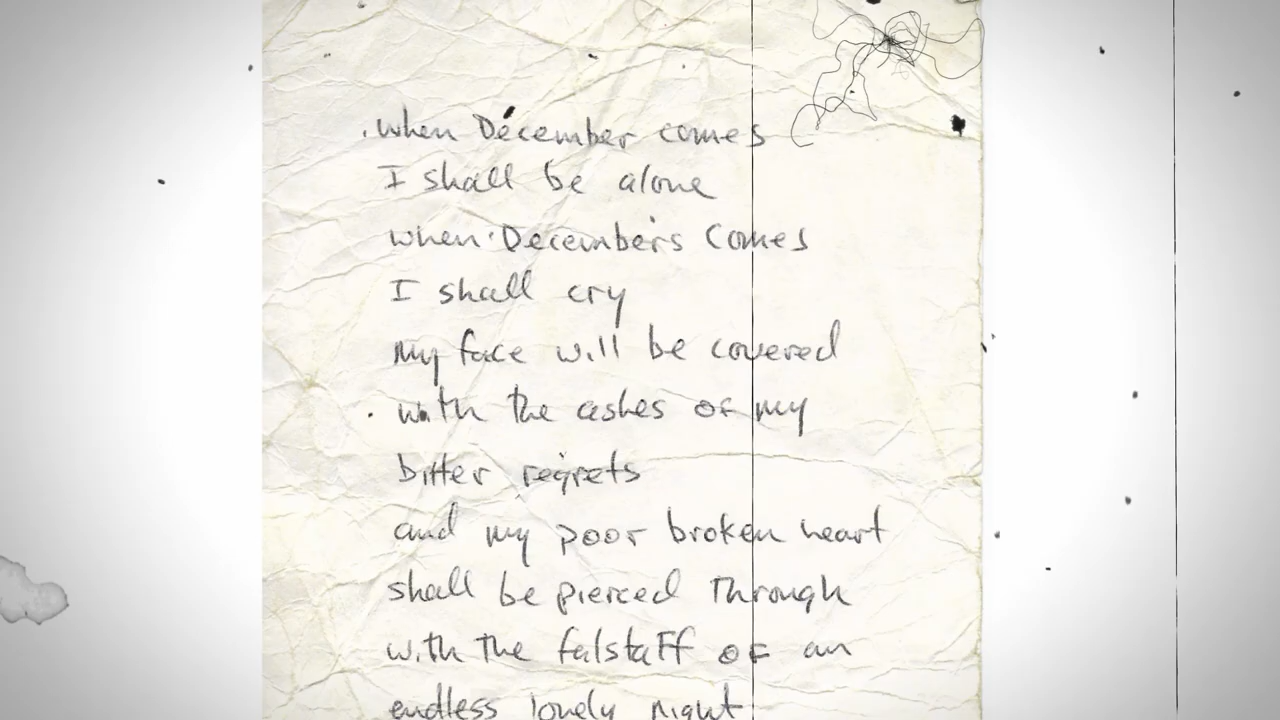 when December comes
I shall be alone
when December's comes
I shall cry
my face will be covered
with the ashes of my
bitter regrets
and my poor broken heart
shall be pierced through
with the falstaff of an
endless lonely night